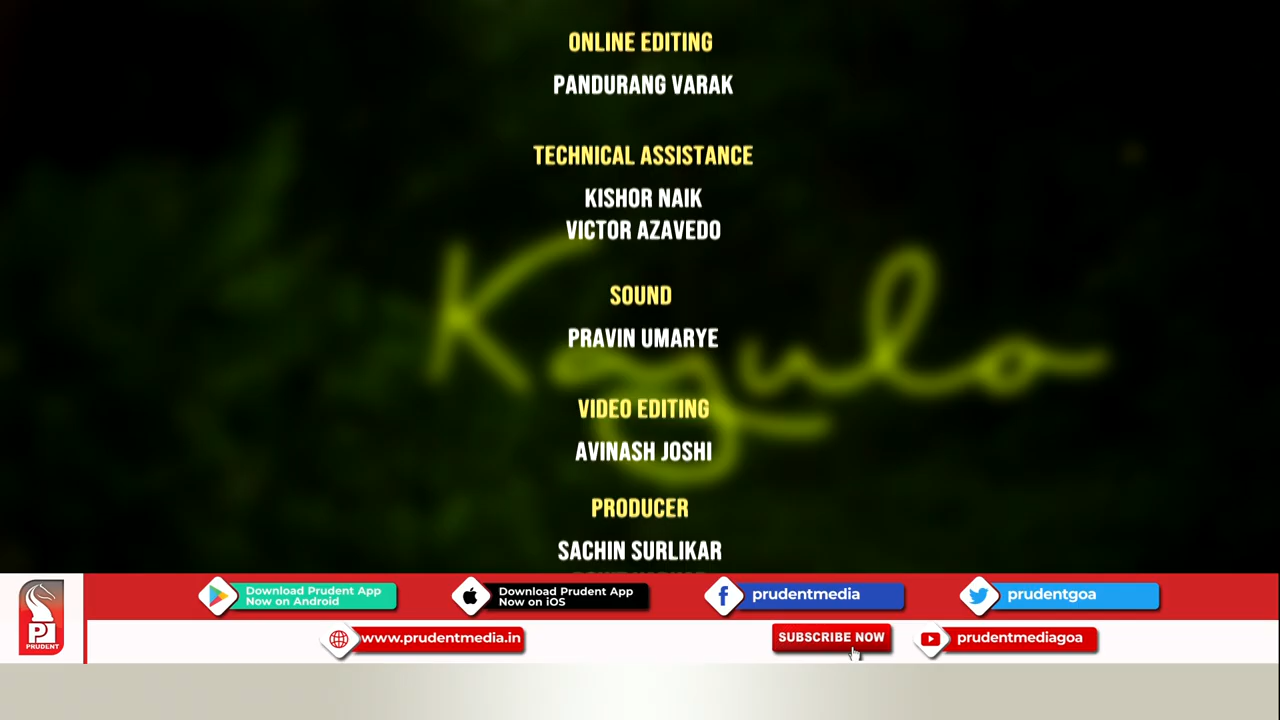 ONLINE EDITING
PANDURANG VARAK
TECHNICAL ASSISTANCE
KISHOR NAIK
VICTOR AZAVEDO
SOUND
PRAVIN UMARYE
VIDEO EDITING
AVINASH JOSHI
PRODUCER
SACHIN SURLIKAR
PRUDENT
Download Prudent App
Now on Android
Download Prudent App
Now on iOS
prudentmedia
prudentgoa
www.prudentmedia.in
SUBSCRIBE NOW
prudentmediagoa